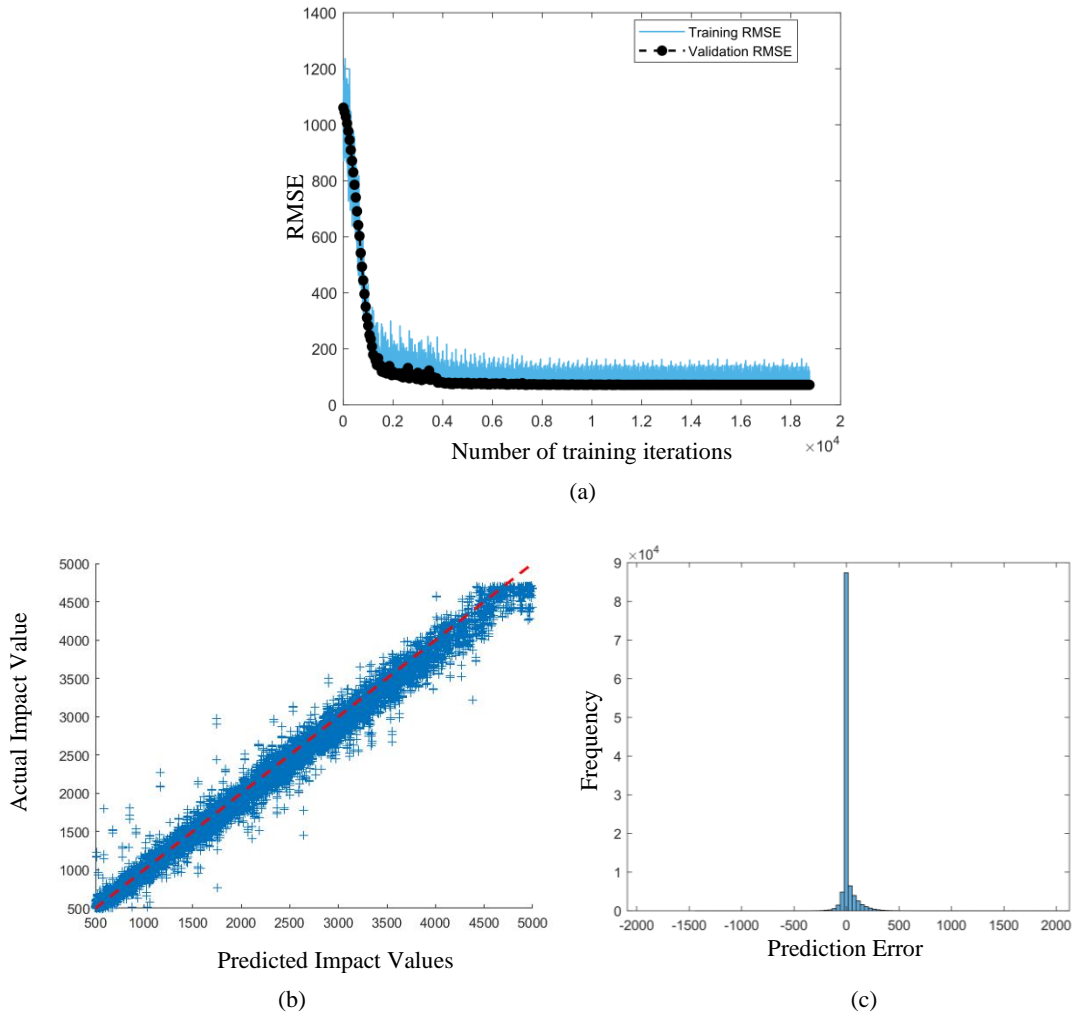 1400
1200
1000
800
600
400
200
0
RMSE
Training RMSE
Validation RMSE
0 0.2 0.4 0.6 0.8 1 1.2 1.4 1.6 1.8 2
×10⁴
Number of training iterations
(a)
5000
4500
4000
3500
3000
2500
2000
1500
1000
500
Actual Impact Value
500 1000 1500 2000 2500 3000 3500 4000 4500 5000
Predicted Impact Values
(b)
×10⁴
9
8
7
6
5
4
3
2
1
0
Frequency
-2000 -1500 -1000 -500 0 500 1000 1500 2000
Prediction Error
(c)